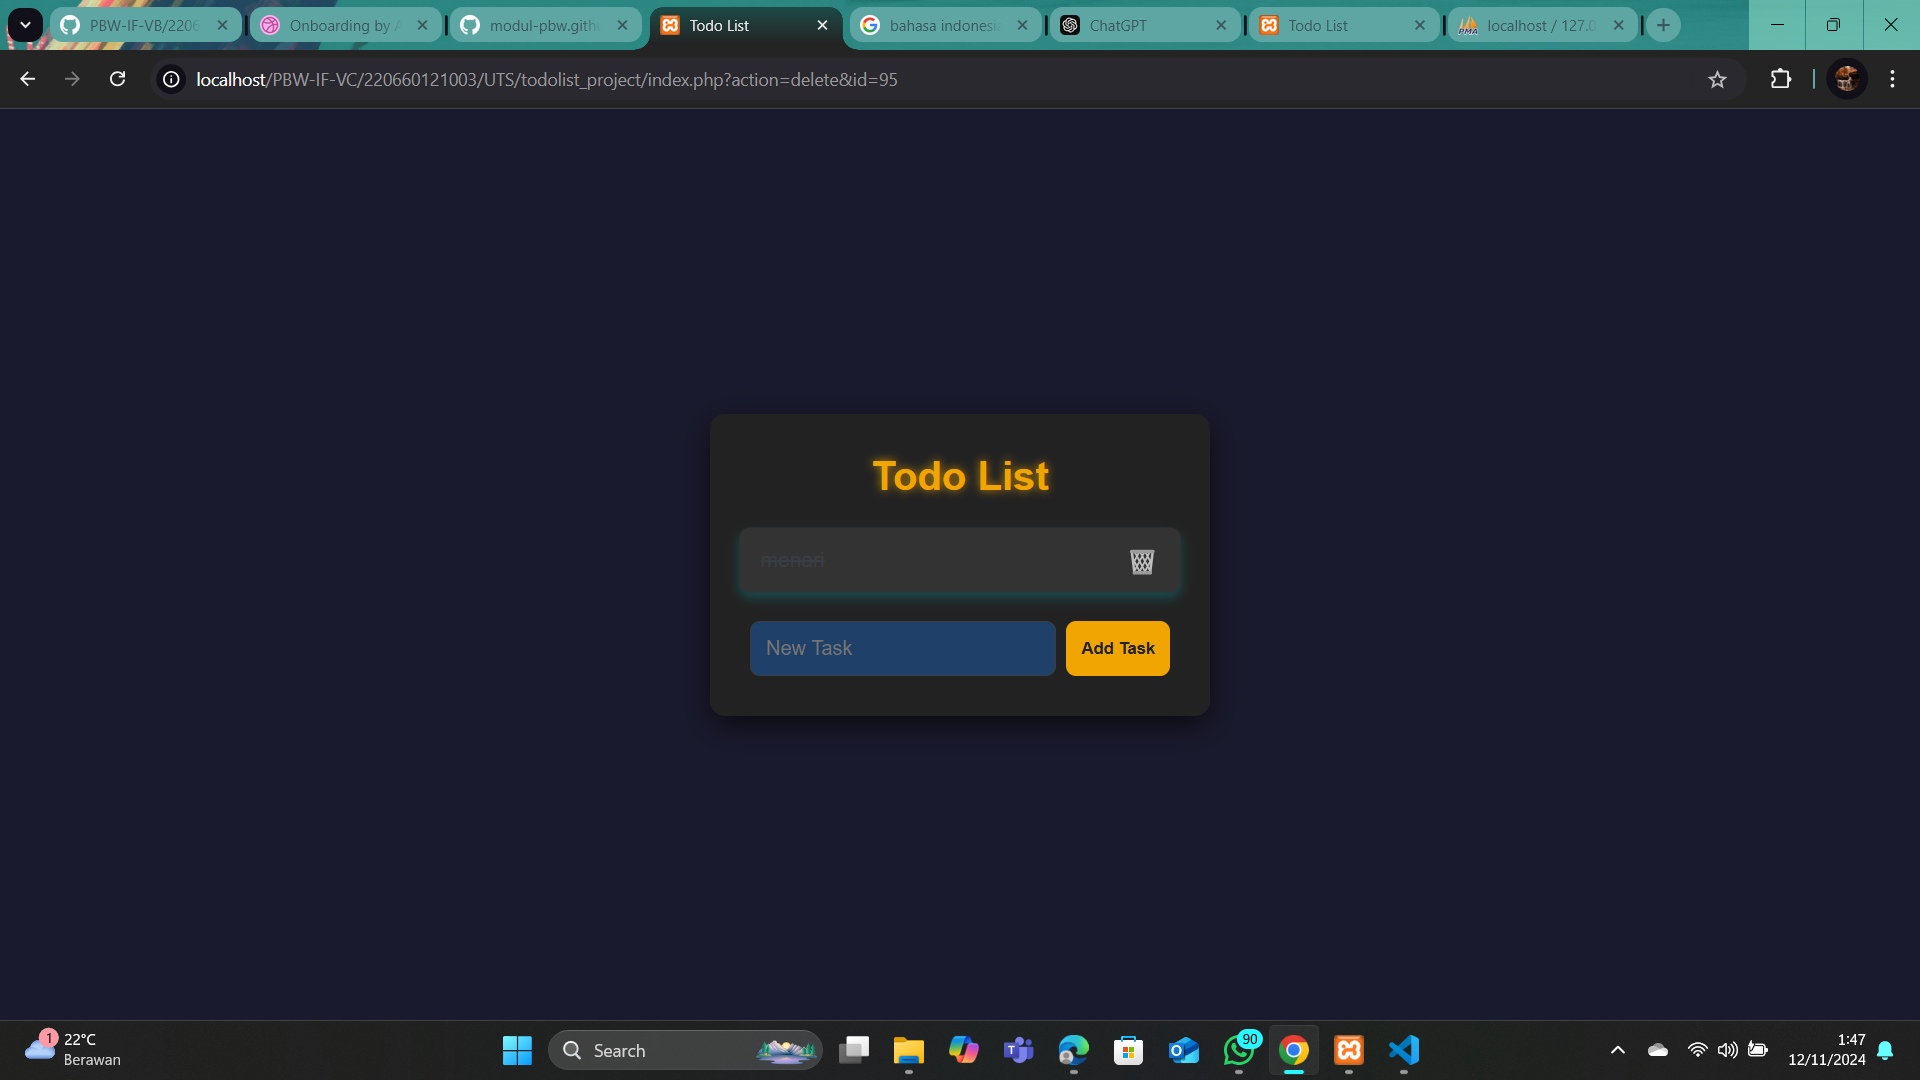 PBW-IF-VB/2206
Onboarding by A
modul-pbw.githu
Todo List
bahasa indonesia
ChatGPT
Todo List
localhost / 127.0
localhost/PBW-IF-VC/220660121003/UTS/todolist_project/index.php?action=delete&id=95
Todo List
menari
New Task
Add Task
1
22°C
Berawan
Search
90
1:47
12/11/2024